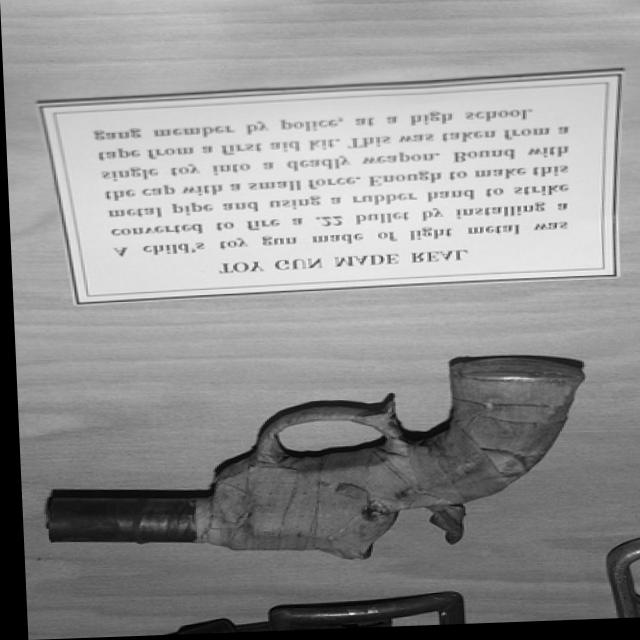 TOY GUN MADE REAL
A child's toy gun made of light metal was
converted to fire a .22 bullet by installing a
metal pipe and using a rubber band to strike
the cap with a small force. Enough to make this
single toy into a deadly weapon. Bound with
tape from a first aid kit. This was taken from a
gang member by police, at a high school.